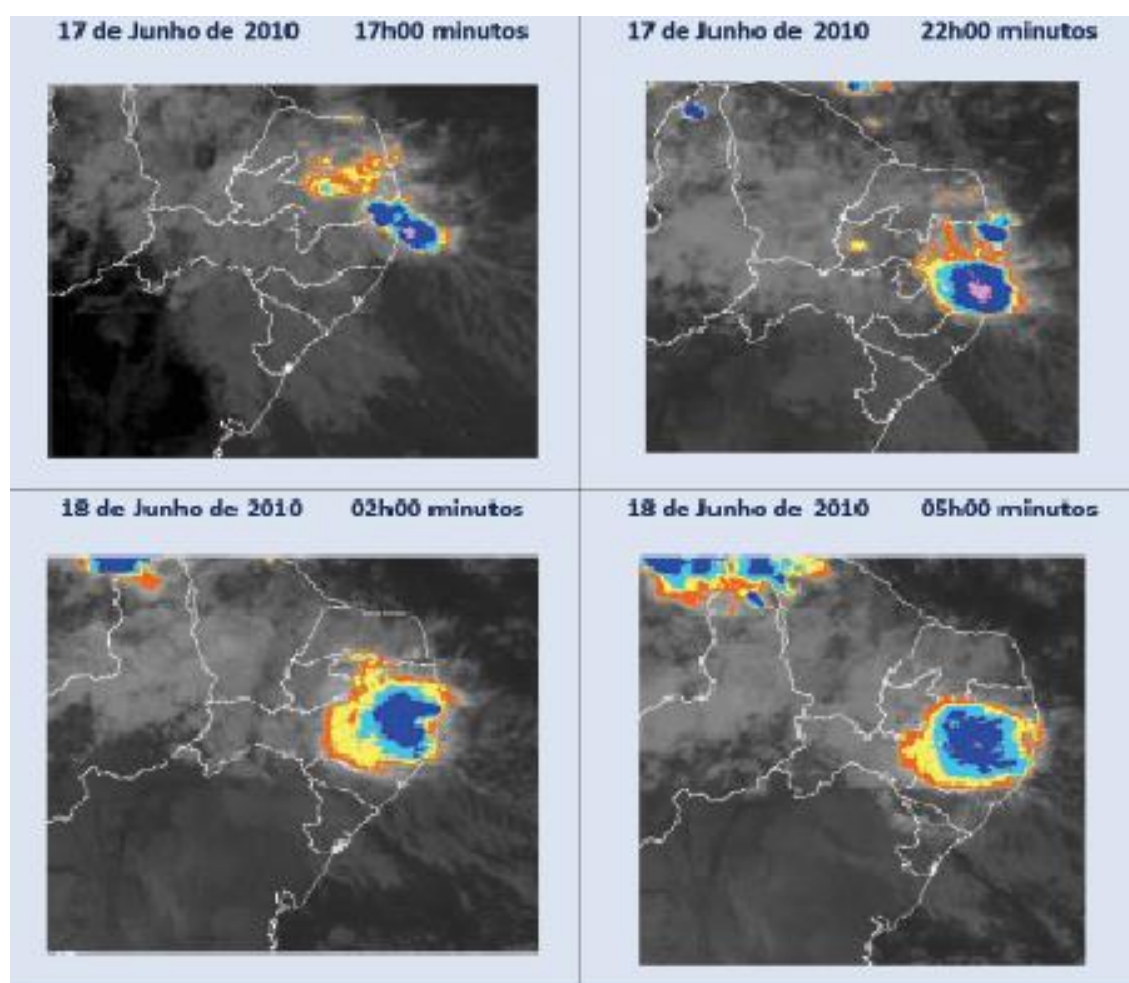 17 de Junho de 2010 17h00 minutos
17 de Junho de 2010 22h00 minutos
18 de Junho de 2010 02h00 minutos
18 de Junho de 2010 05h00 minutos